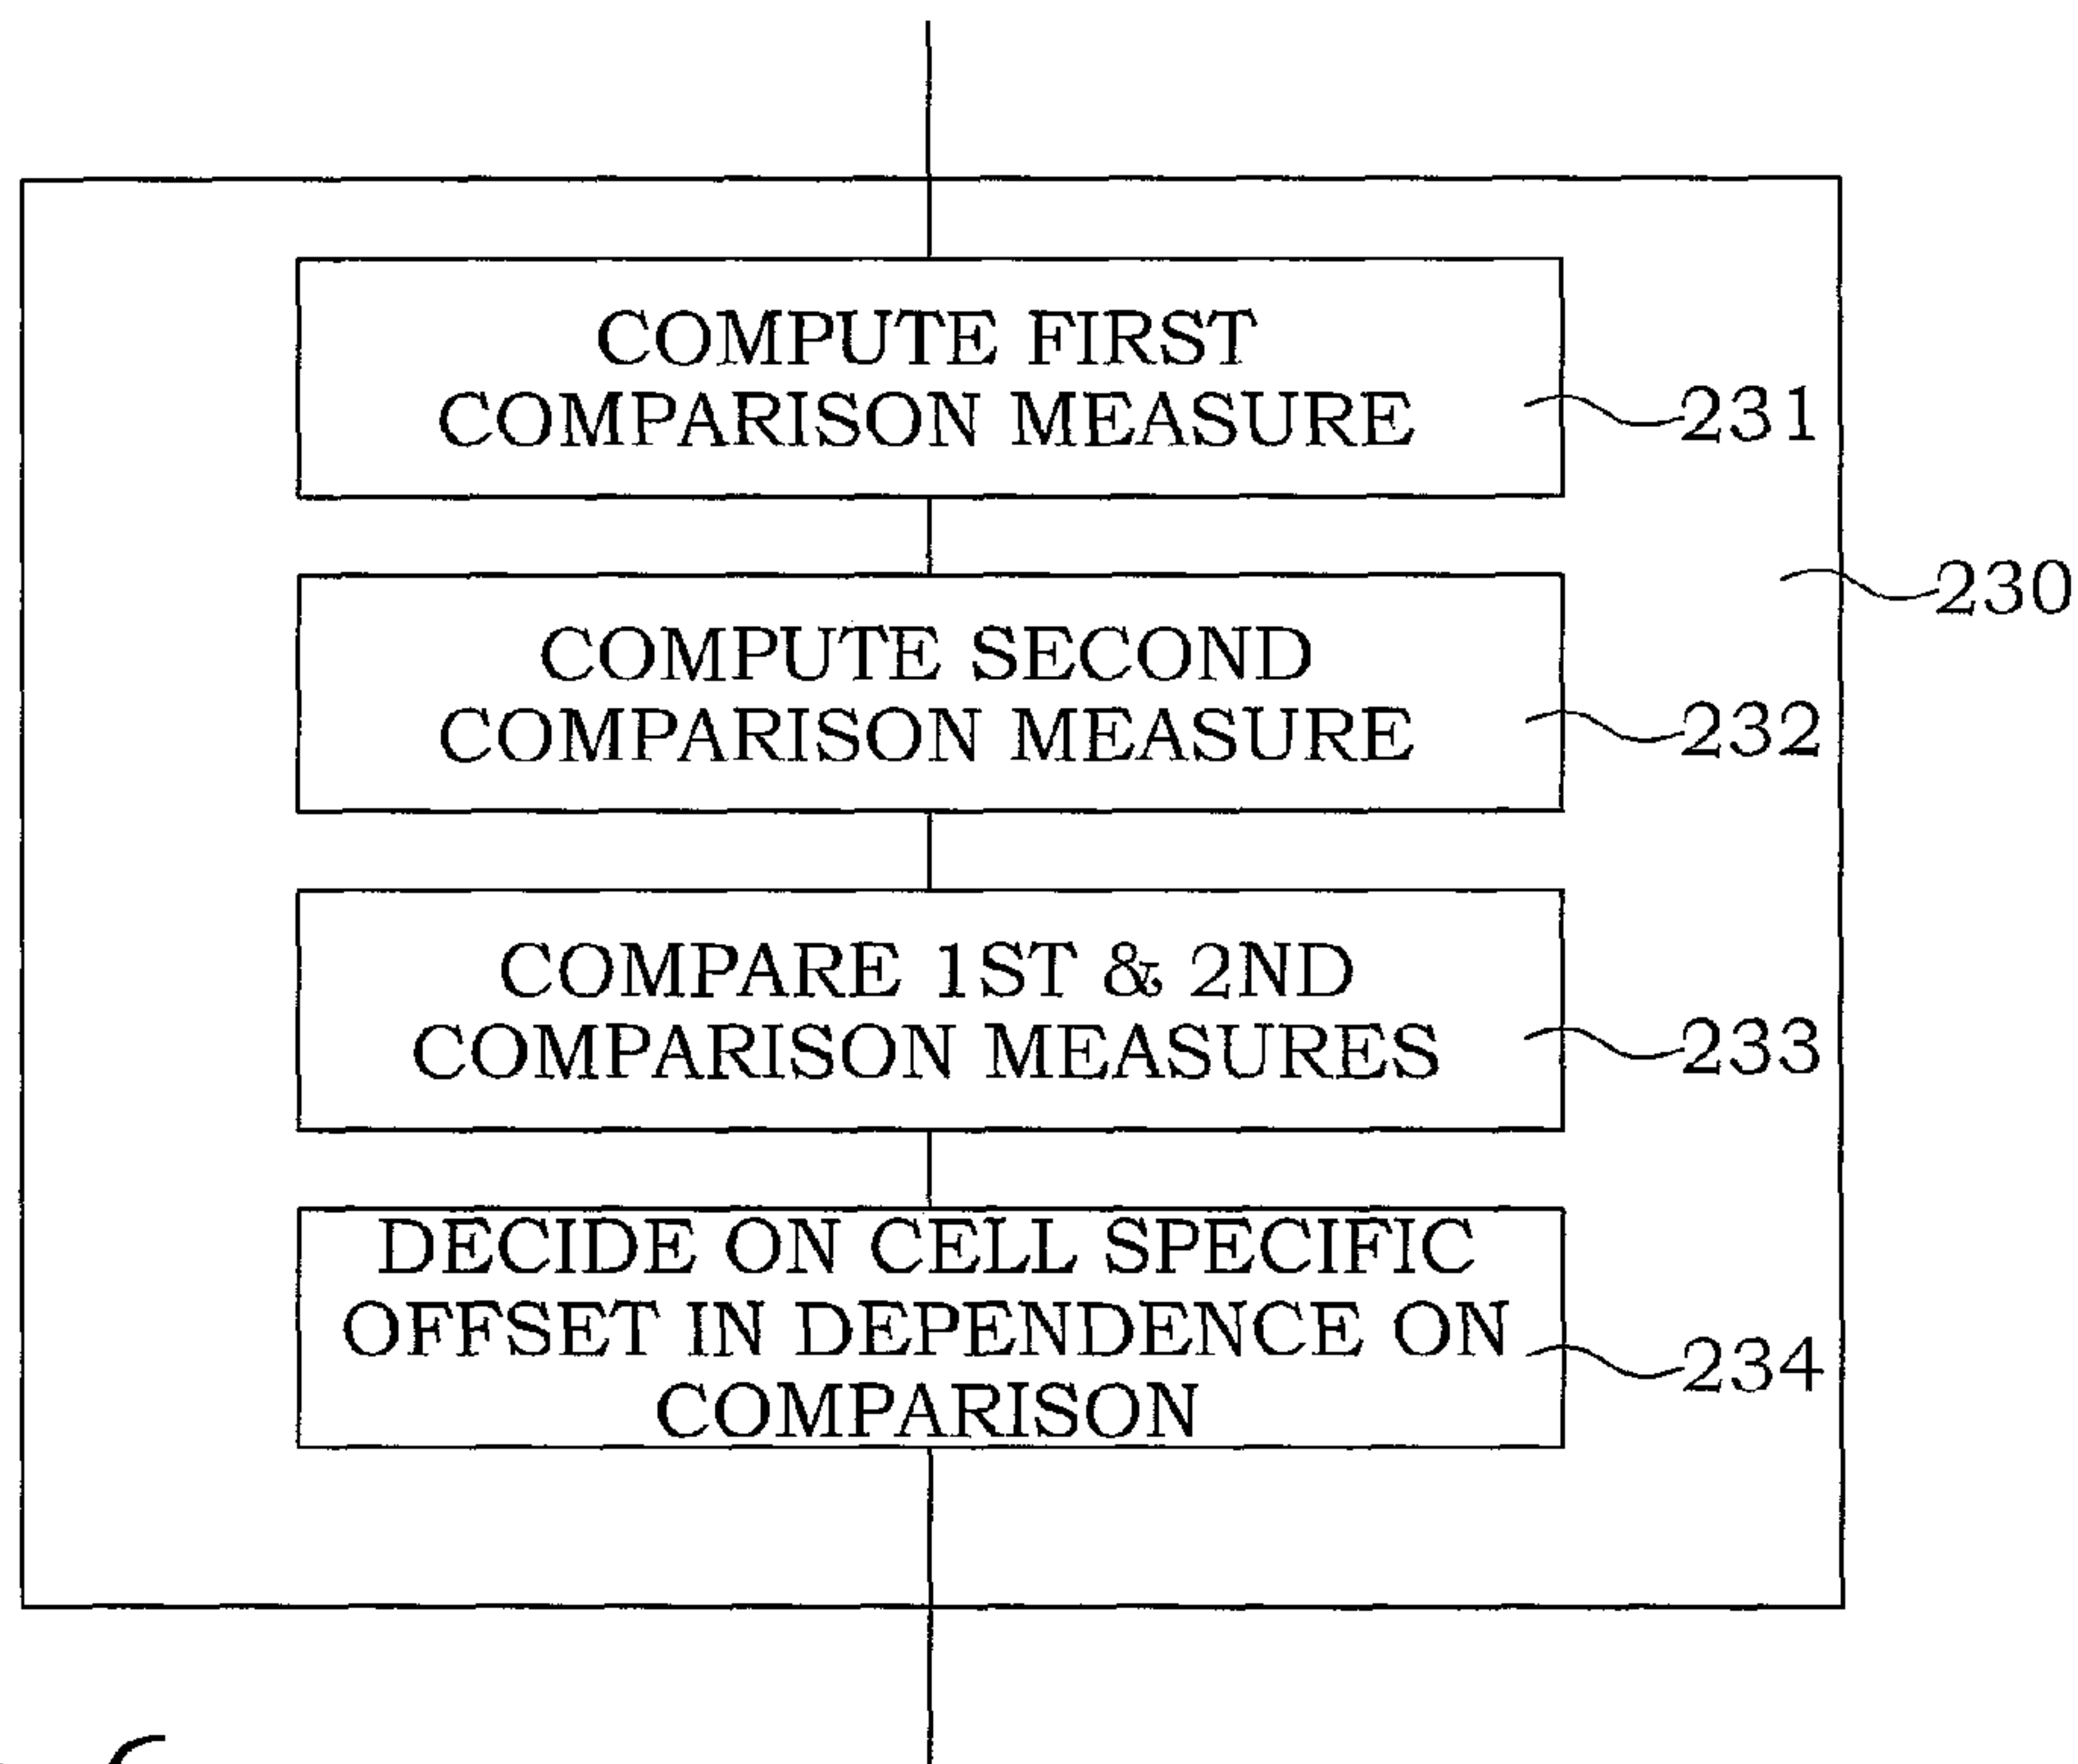 COMPUTE FIRST
COMPARISON MEASURE
231
230
COMPUTE SECOND
COMPARISON MEASURE
232
COMPARE 1ST & 2ND
COMPARISON MEASURES
233
DECIDE ON CELL SPECIFIC
OFFSET IN DEPENDENCE ON
COMPARISON
234